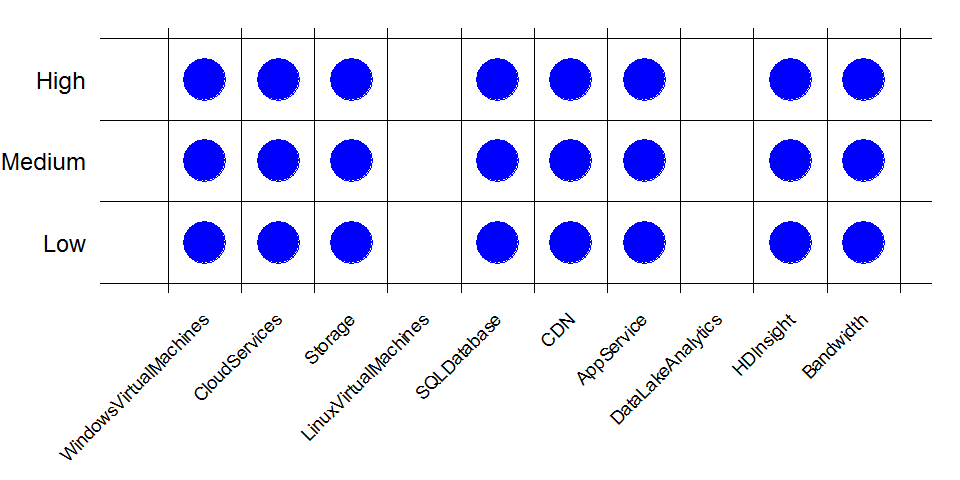 High
Medium
Low
WindowsVirtualMachines
CloudServices
Storage
LinuxVirtualMachines
SQLDatabase
CDN
AppService
DataLakeAnalytics
HDInsight
Bandwidth